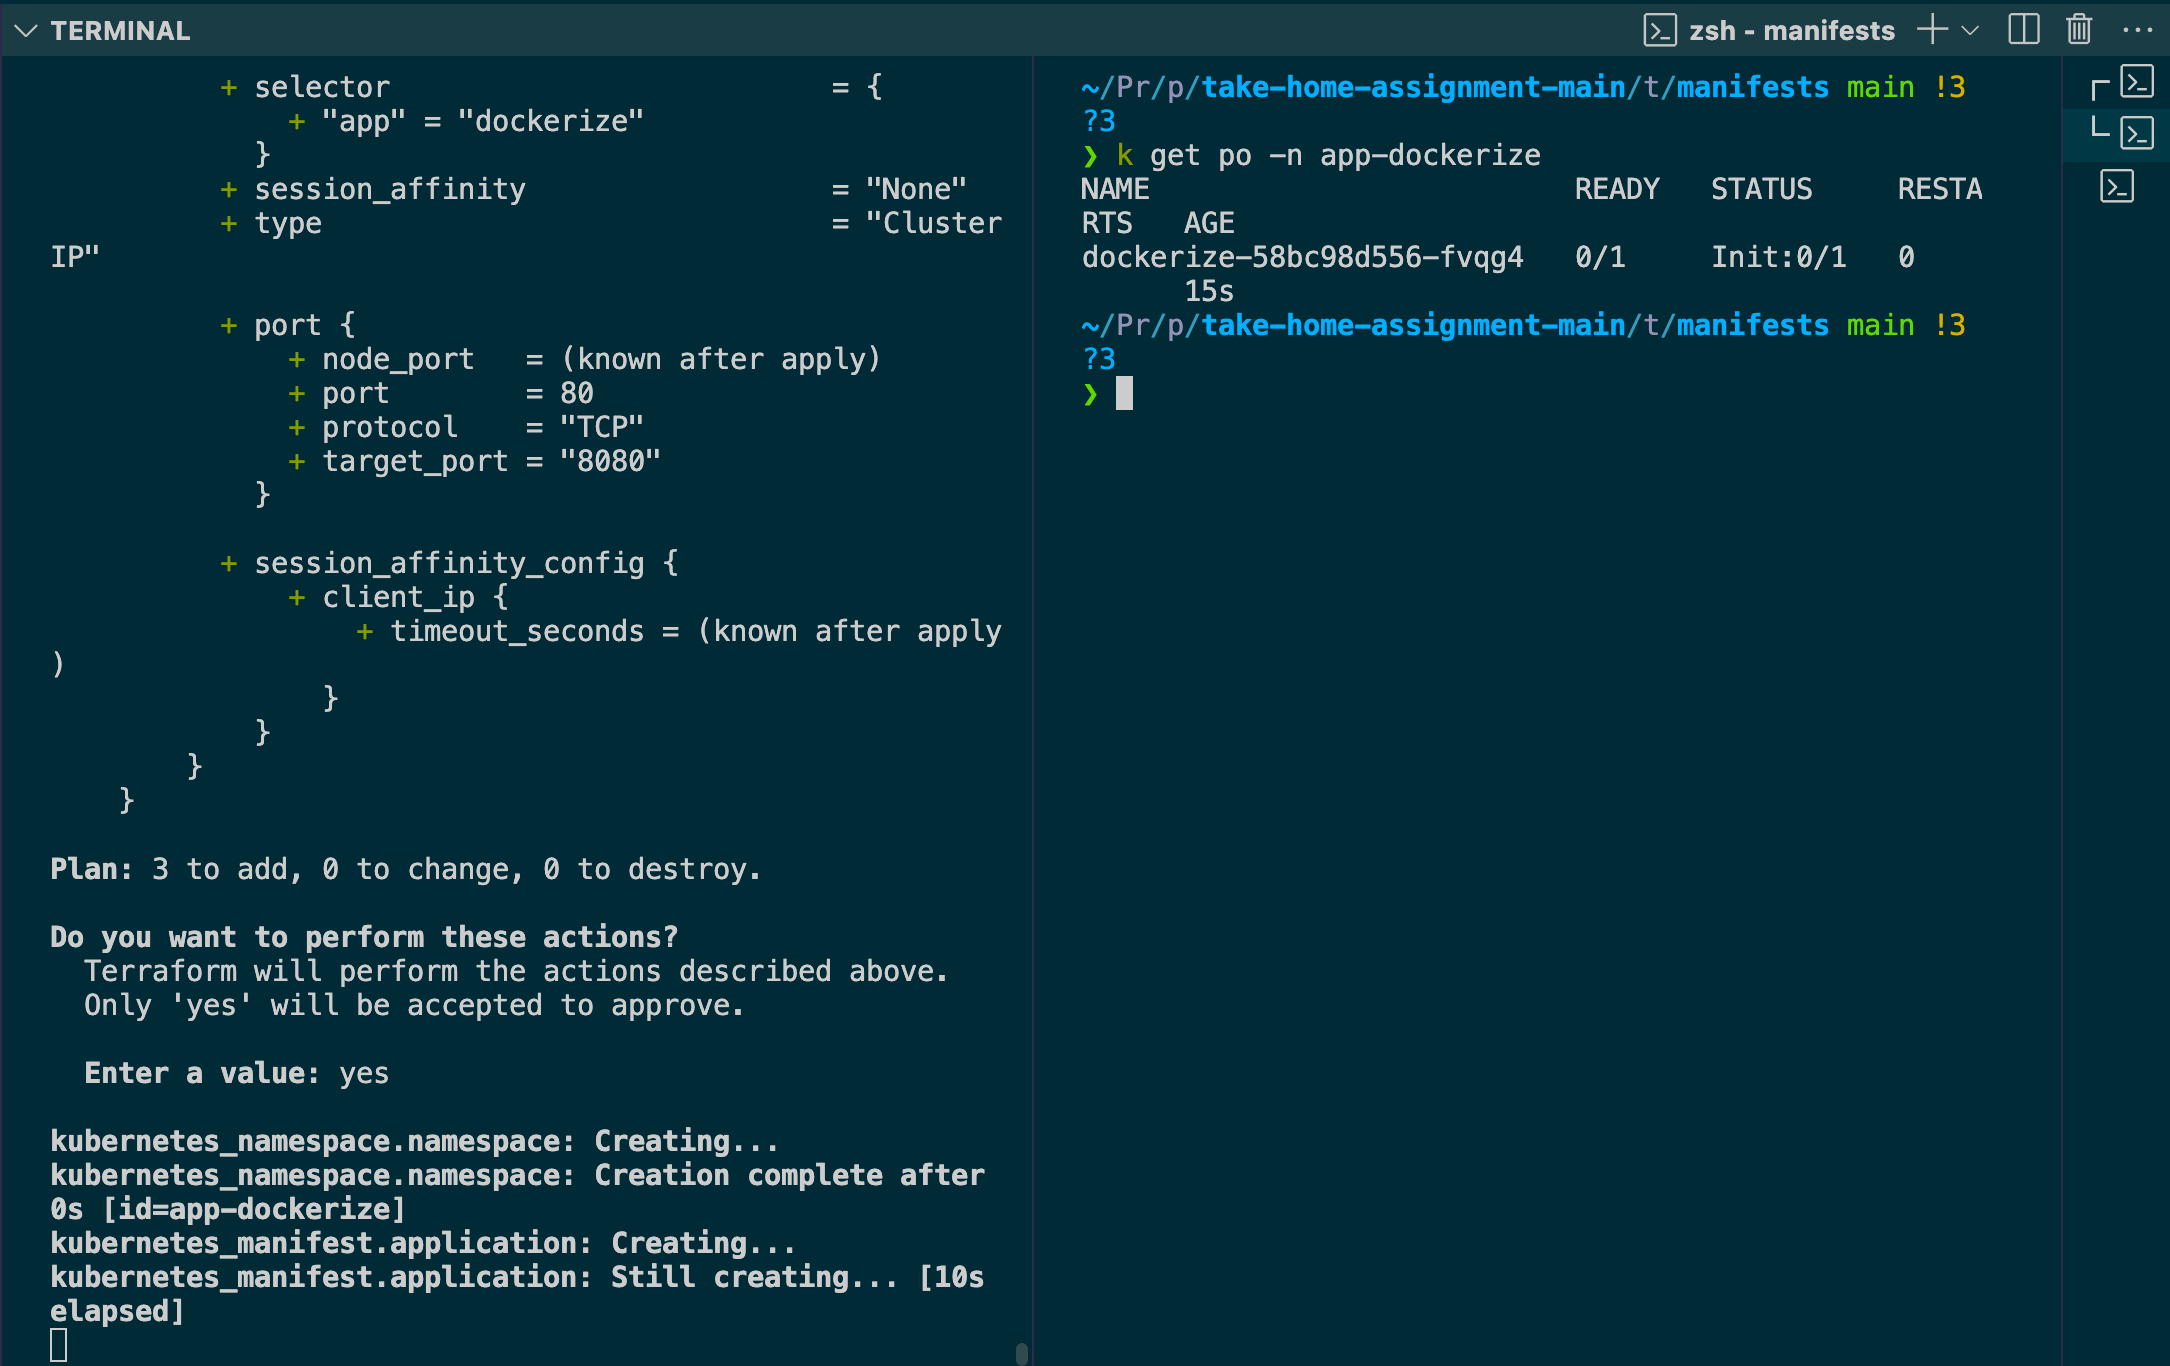 TERMINAL
zsh - manifests
+ selector = {
+ "app" = "dockerize"
}
+ session_affinity = "None"
+ type = "Cluster
IP"
+ port {
+ node_port = (known after apply)
+ port = 80
+ protocol = "TCP"
+ target_port = "8080"
}
+ session_affinity_config {
+ client_ip {
+ timeout_seconds = (known after apply
)
}
}
}
}
Plan: 3 to add, 0 to change, 0 to destroy.
Do you want to perform these actions?
Terraform will perform the actions described above.
Only 'yes' will be accepted to approve.
Enter a value: yes
kubernetes_namespace.namespace: Creating...
kubernetes_namespace.namespace: Creation complete after
0s [id=app-dockerize]
kubernetes_manifest.application: Creating...
kubernetes_manifest.application: Still creating... [10s
elapsed]
~/Pr/p/take-home-assignment-main/t/manifests main !3
?3
❯ k get po -n app-dockerize
NAME READY STATUS RESTA
RTS AGE
dockerize-58bc98d556-fvqg4 0/1 Init:0/1 0
15s
~/Pr/p/take-home-assignment-main/t/manifests main !3
?3
❯